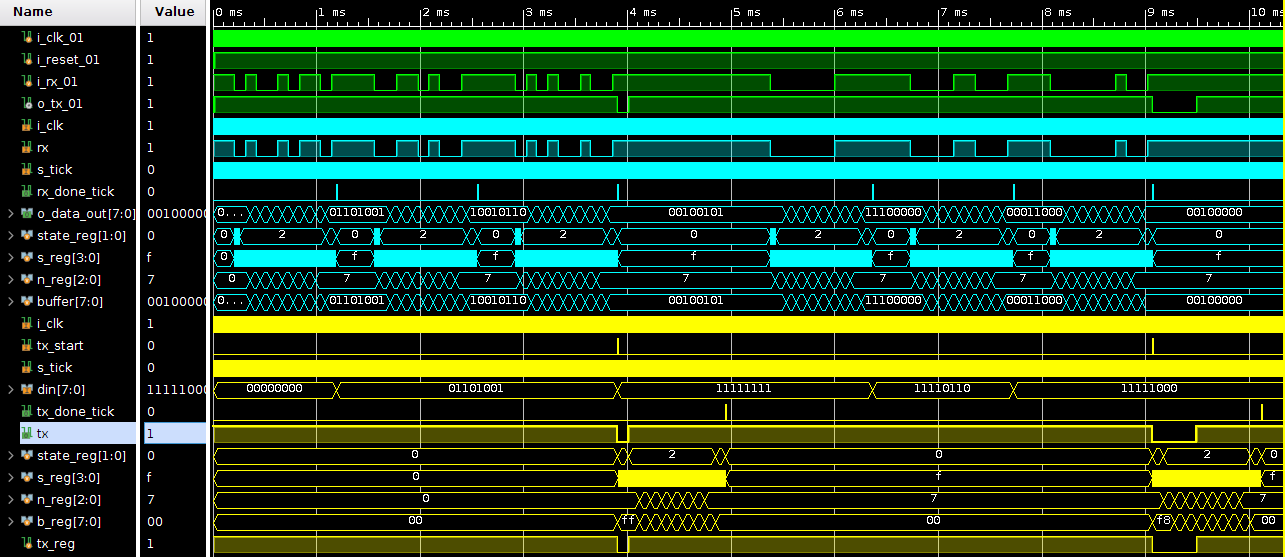 Name Value 0 ms 1 ms 2 ms 3 ms 4 ms 5 ms 6 ms 7 ms 8 ms 9 ms 10 ms
i_clk_01 1
i_reset_01 1
i_rx_01 1
o_tx_01 1
i_clk 1
rx 1
s_tick 0
rx_done_tick 0
o_data_out[7:0] 00100000 0... 01101001 10010110 00100101 11100000 00011000 00100000
state_reg[1:0] 0 0 2 0 2 0 2 0 2 0 2 0 2 0
s_reg[3:0] f 0 f f f f f f
n_reg[2:0] 7 0 7 7 7 7 7 7
buffer[7:0] 00100000 0... 01101001 10010110 00100101 11100000 00011000 00100000
i_clk 1
tx_start 0
s_tick 0
din[7:0] 11111000 00000000 01101001 11111111 11110110 11111000
tx_done_tick 0
tx 1
state_reg[1:0] 0 0 2 0 2 0
s_reg[3:0] f 0 f f
n_reg[2:0] 7 0 7 7
b_reg[7:0] 00 00 ff 00 f8 00
tx_reg 1